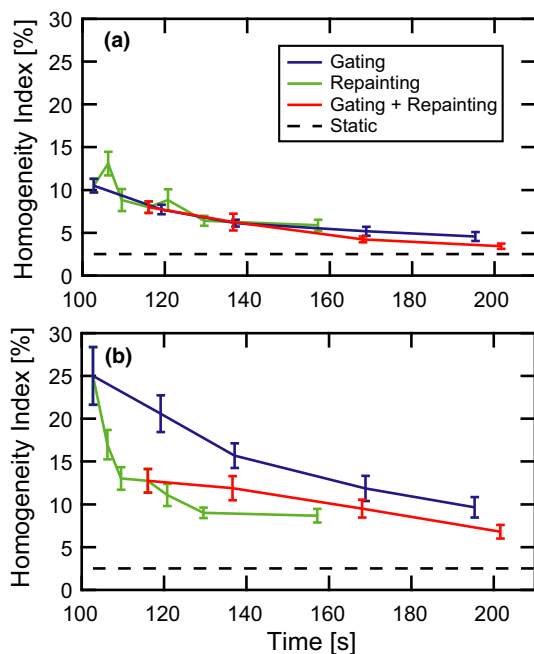 Homogeneity Index [%]
30
25
20
15
10
5
0
(a)
Gating
Repainting
Gating + Repainting
Static
100 120 140 160 180 200
Homogeneity Index [%]
30
25
20
15
10
5
0
(b)
100 120 140 160 180 200
Time [s]